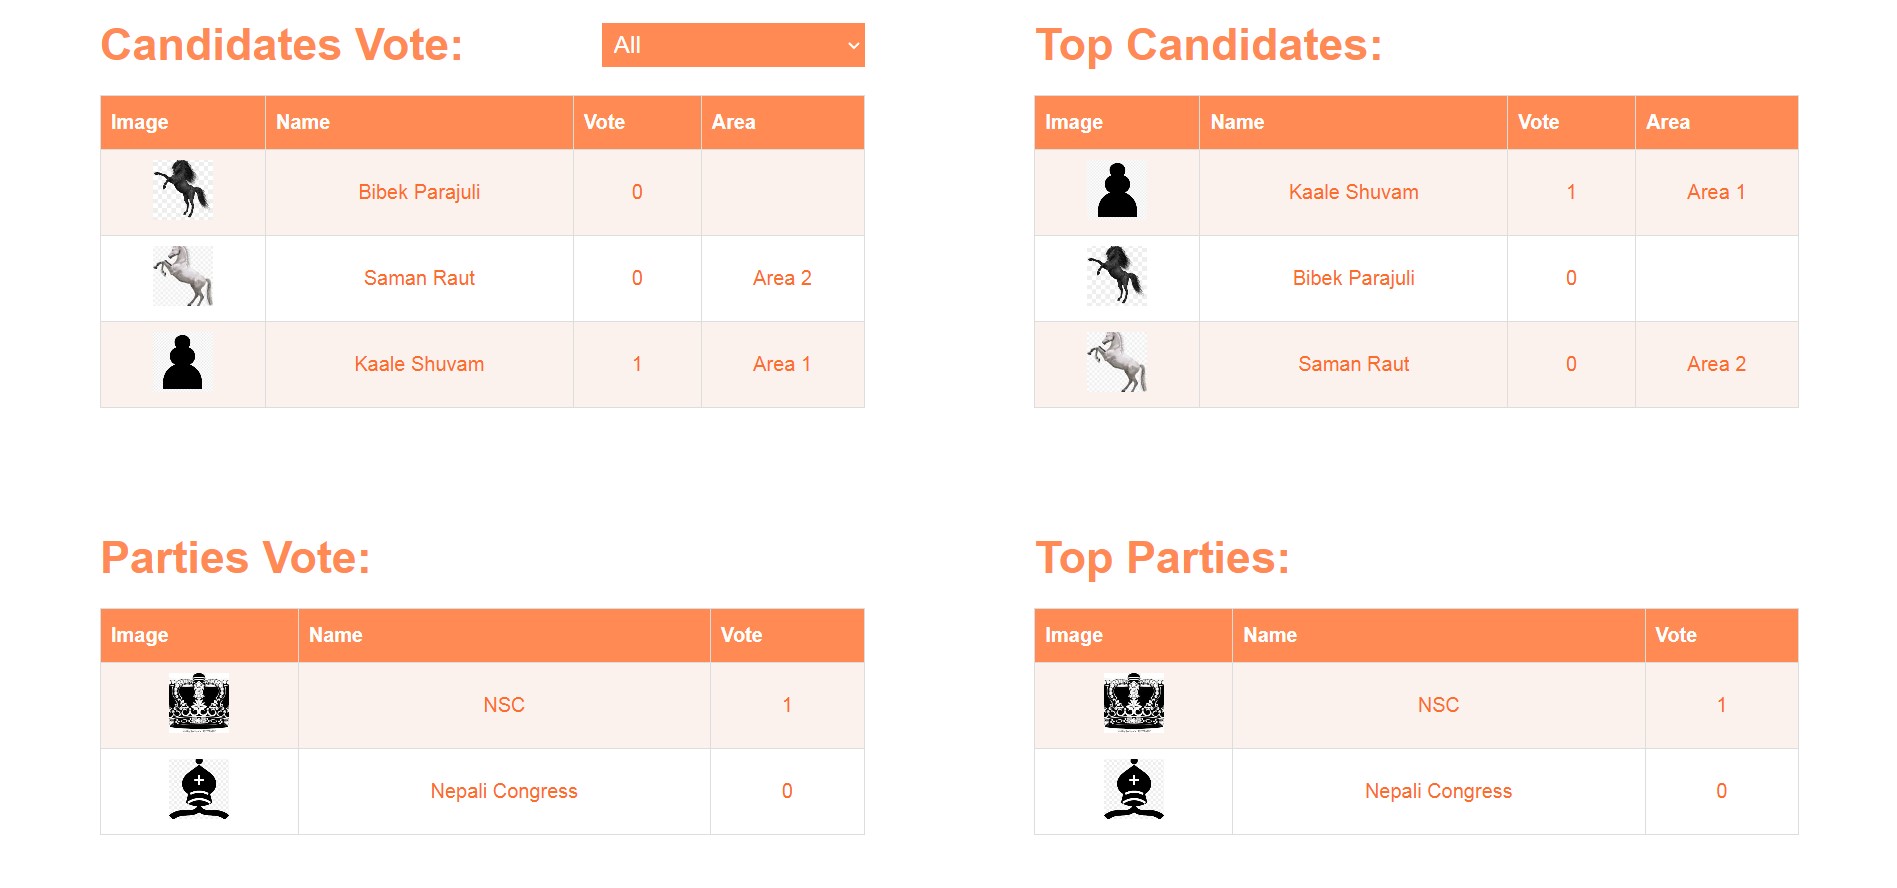 Candidates Vote:
All
Image Name Vote Area
Bibek Parajuli 0
Saman Raut 0 Area 2
Kaale Shuvam 1 Area 1
Top Candidates:
Image Name Vote Area
Kaale Shuvam 1 Area 1
Bibek Parajuli 0
Saman Raut 0 Area 2
Parties Vote:
Image Name Vote
NSC 1
Nepali Congress 0
Top Parties:
Image Name Vote
NSC 1
Nepali Congress 0